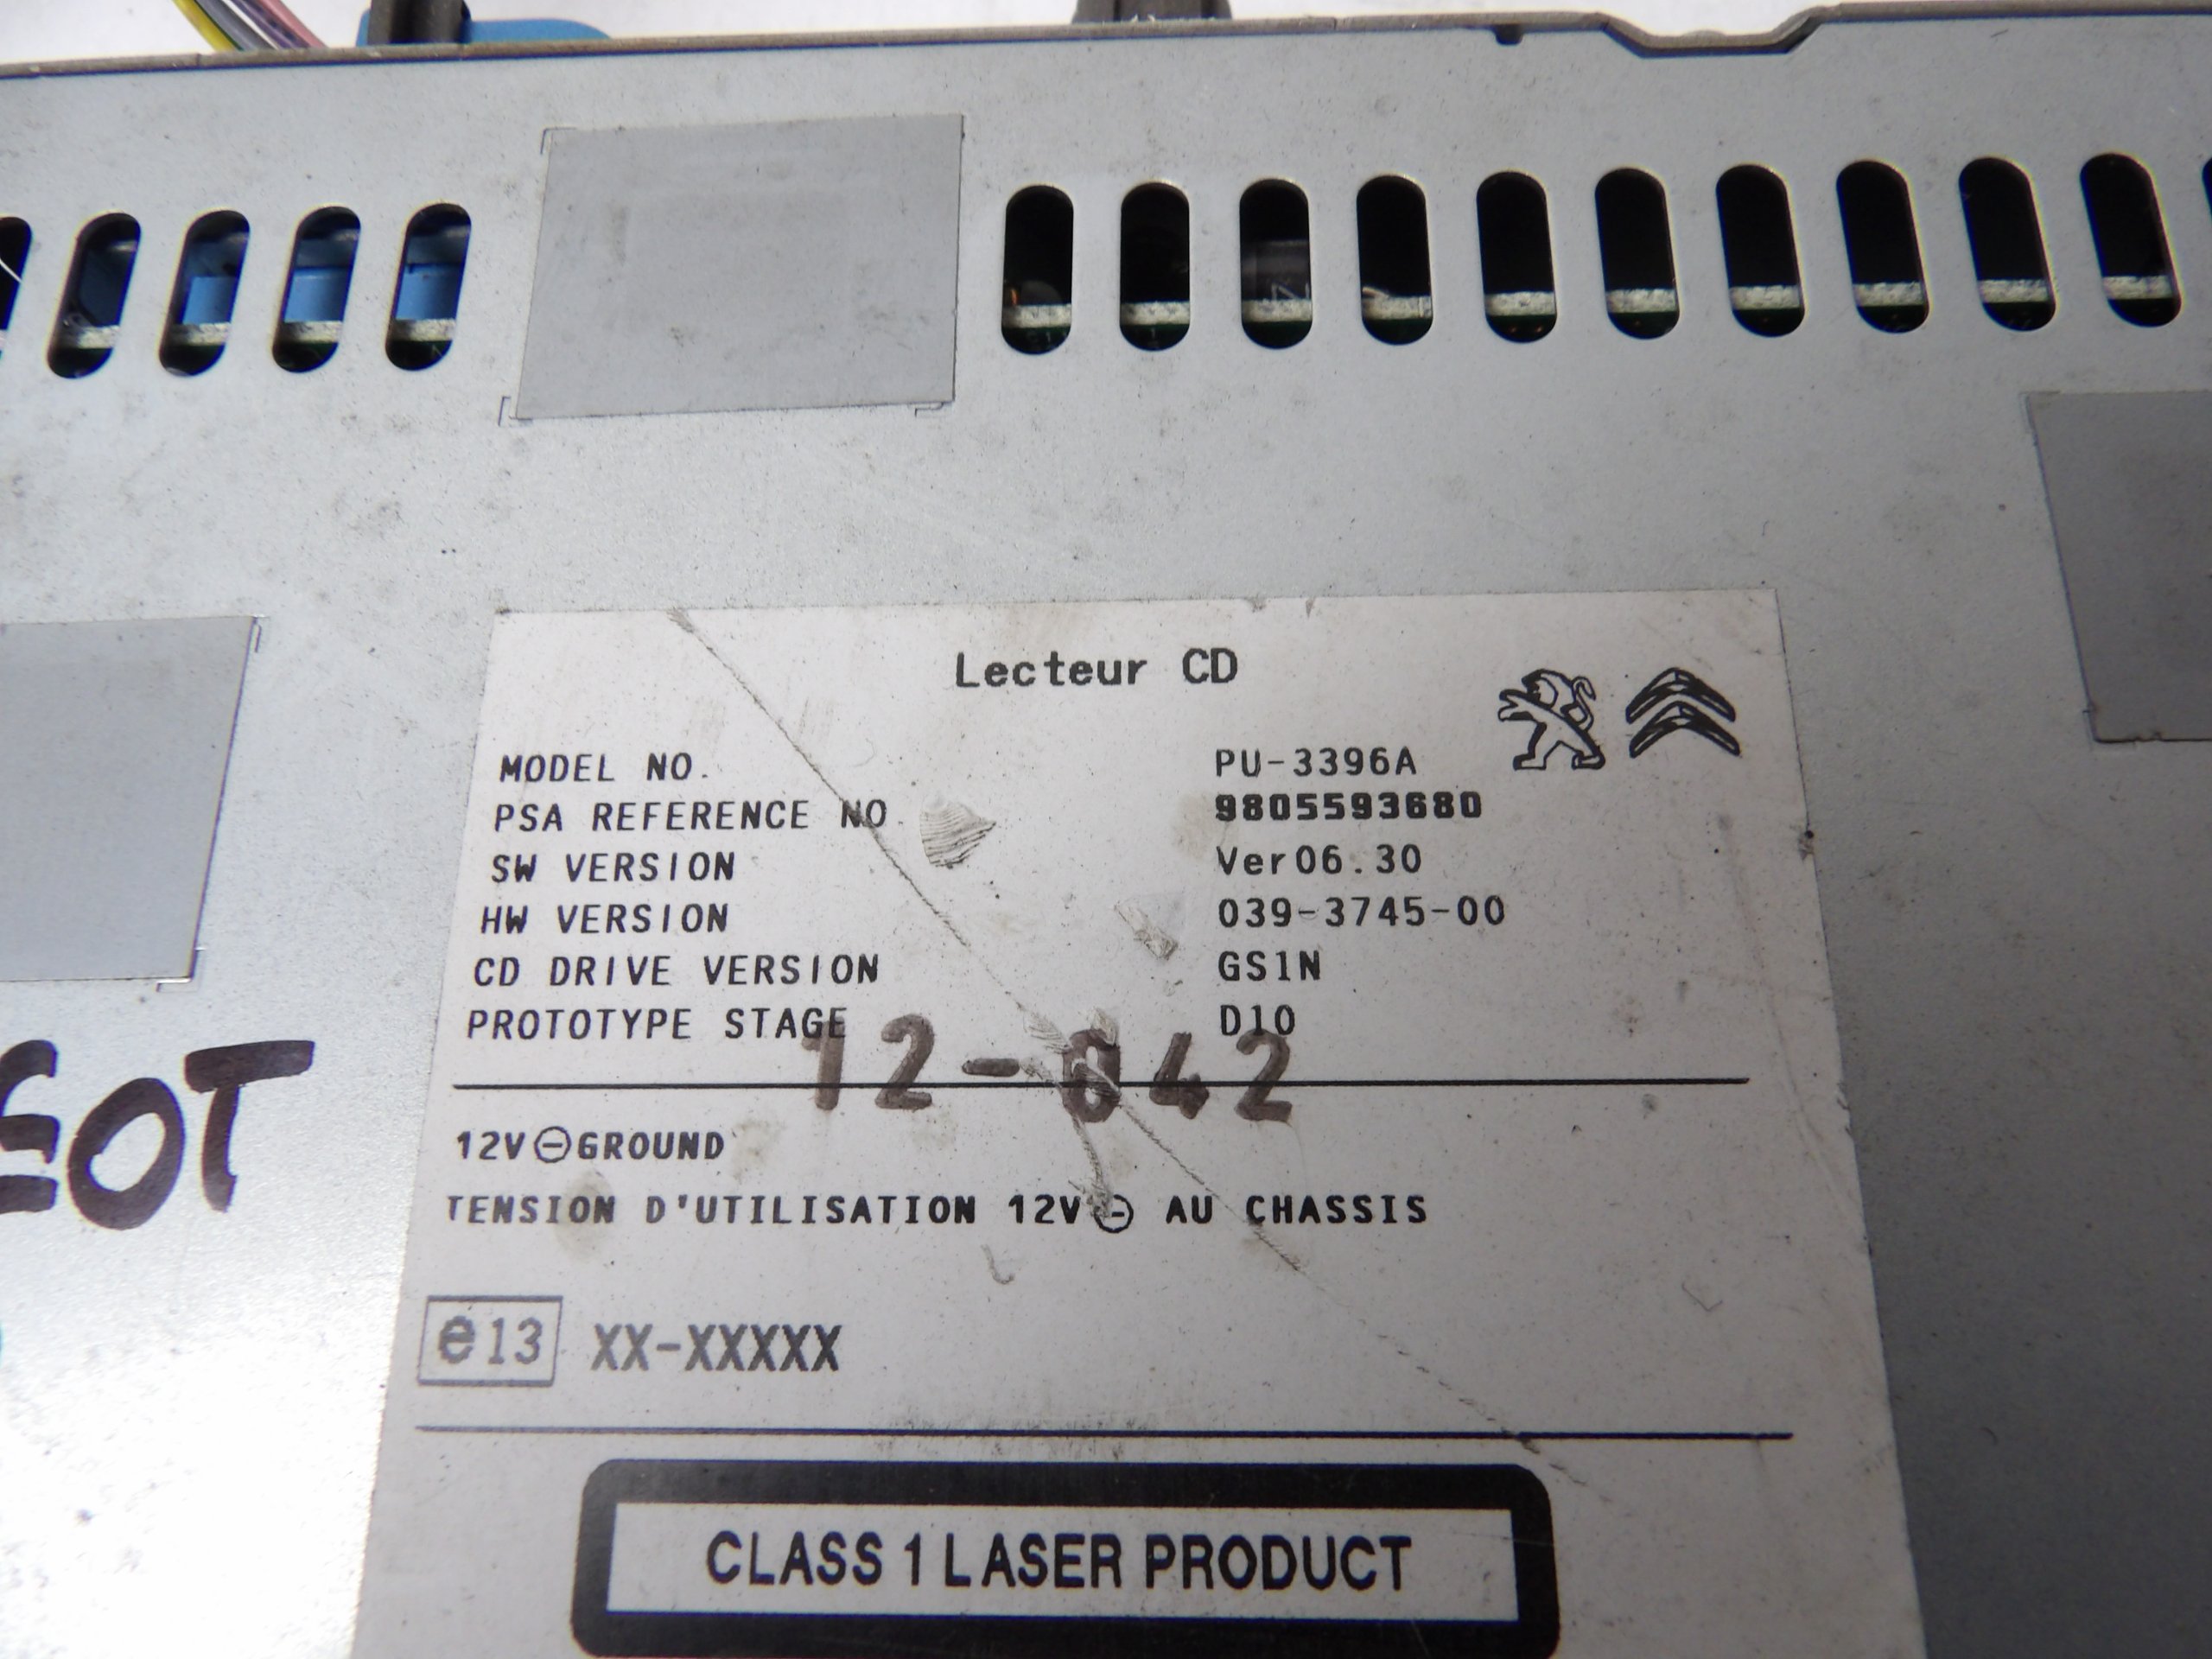 Lecteur CD
MODEL NO. PU-3396A
PSA REFERENCE NO. 9805593680
SW VERSION Ver06.30
HW VERSION 039-3745-00
CD DRIVE VERSION GS1N
PROTOTYPE STAGE D10
12-042
EOT
12V⊖GROUND
TENSION D'UTILISATION 12V⊖ AU CHASSIS
e13 XX-XXXXX
CLASS 1 LASER PRODUCT